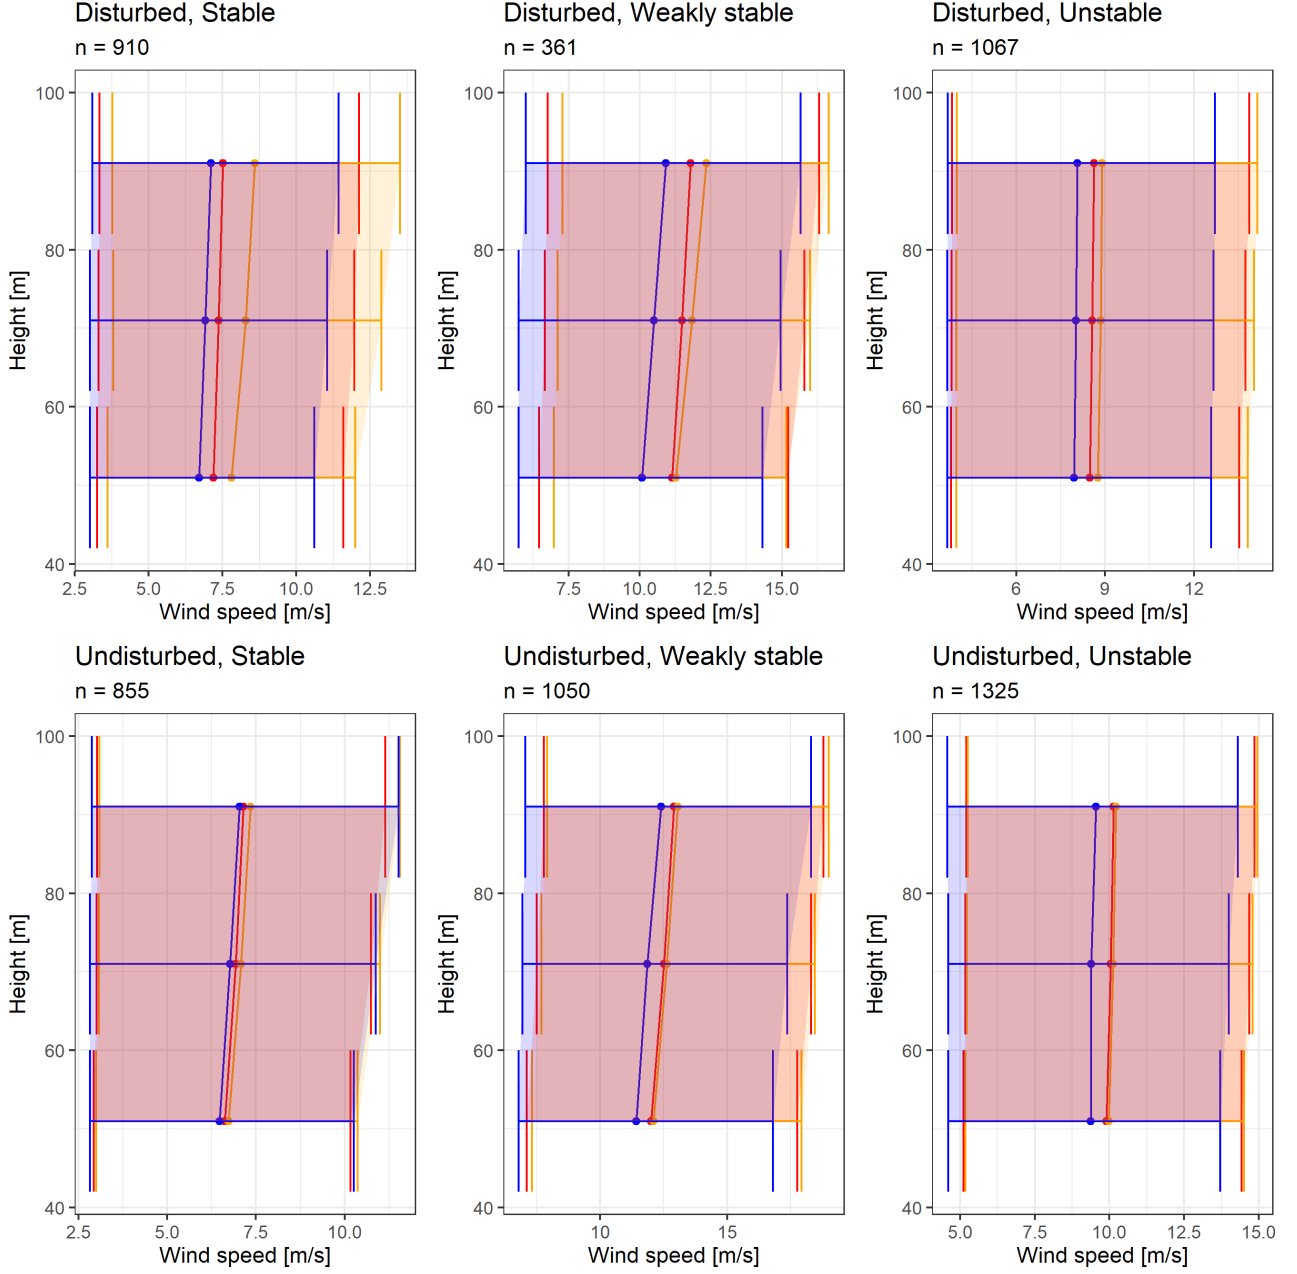 Disturbed, Stable
n = 910
100
80
60
40
Height [m]
2.5 5.0 7.5 10.0 12.5
Wind speed [m/s]
Disturbed, Weakly stable
n = 361
100
80
60
40
Height [m]
7.5 10.0 12.5 15.0
Wind speed [m/s]
Disturbed, Unstable
n = 1067
100
80
60
40
Height [m]
6 9 12
Wind speed [m/s]
Undisturbed, Stable
n = 855
100
80
60
40
Height [m]
2.5 5.0 7.5 10.0
Wind speed [m/s]
Undisturbed, Weakly stable
n = 1050
100
80
60
40
Height [m]
10 15
Wind speed [m/s]
Undisturbed, Unstable
n = 1325
100
80
60
40
Height [m]
5.0 7.5 10.0 12.5 15.0
Wind speed [m/s]